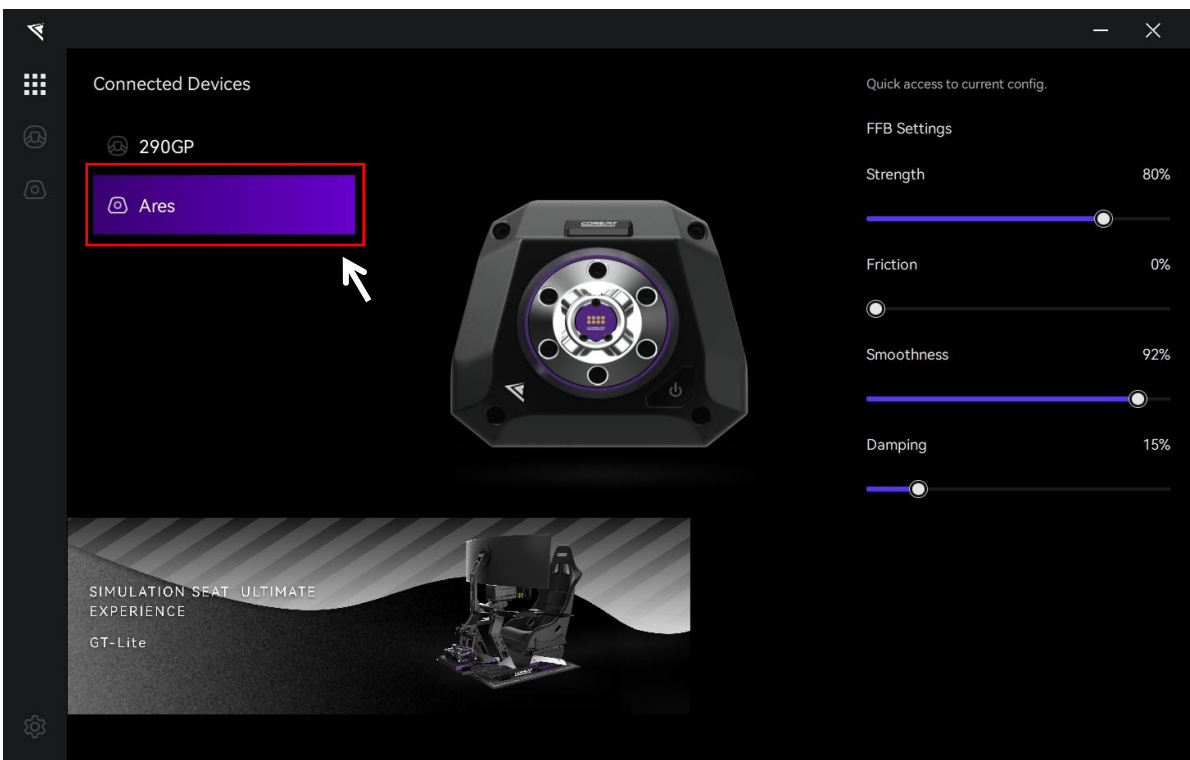 Connected Devices
290GP
Ares
Quick access to current config.
FFB Settings
Strength 80%
Friction 0%
Smoothness 92%
Damping 15%
SIMULATION SEAT ULTIMATE
EXPERIENCE
GT-Lite